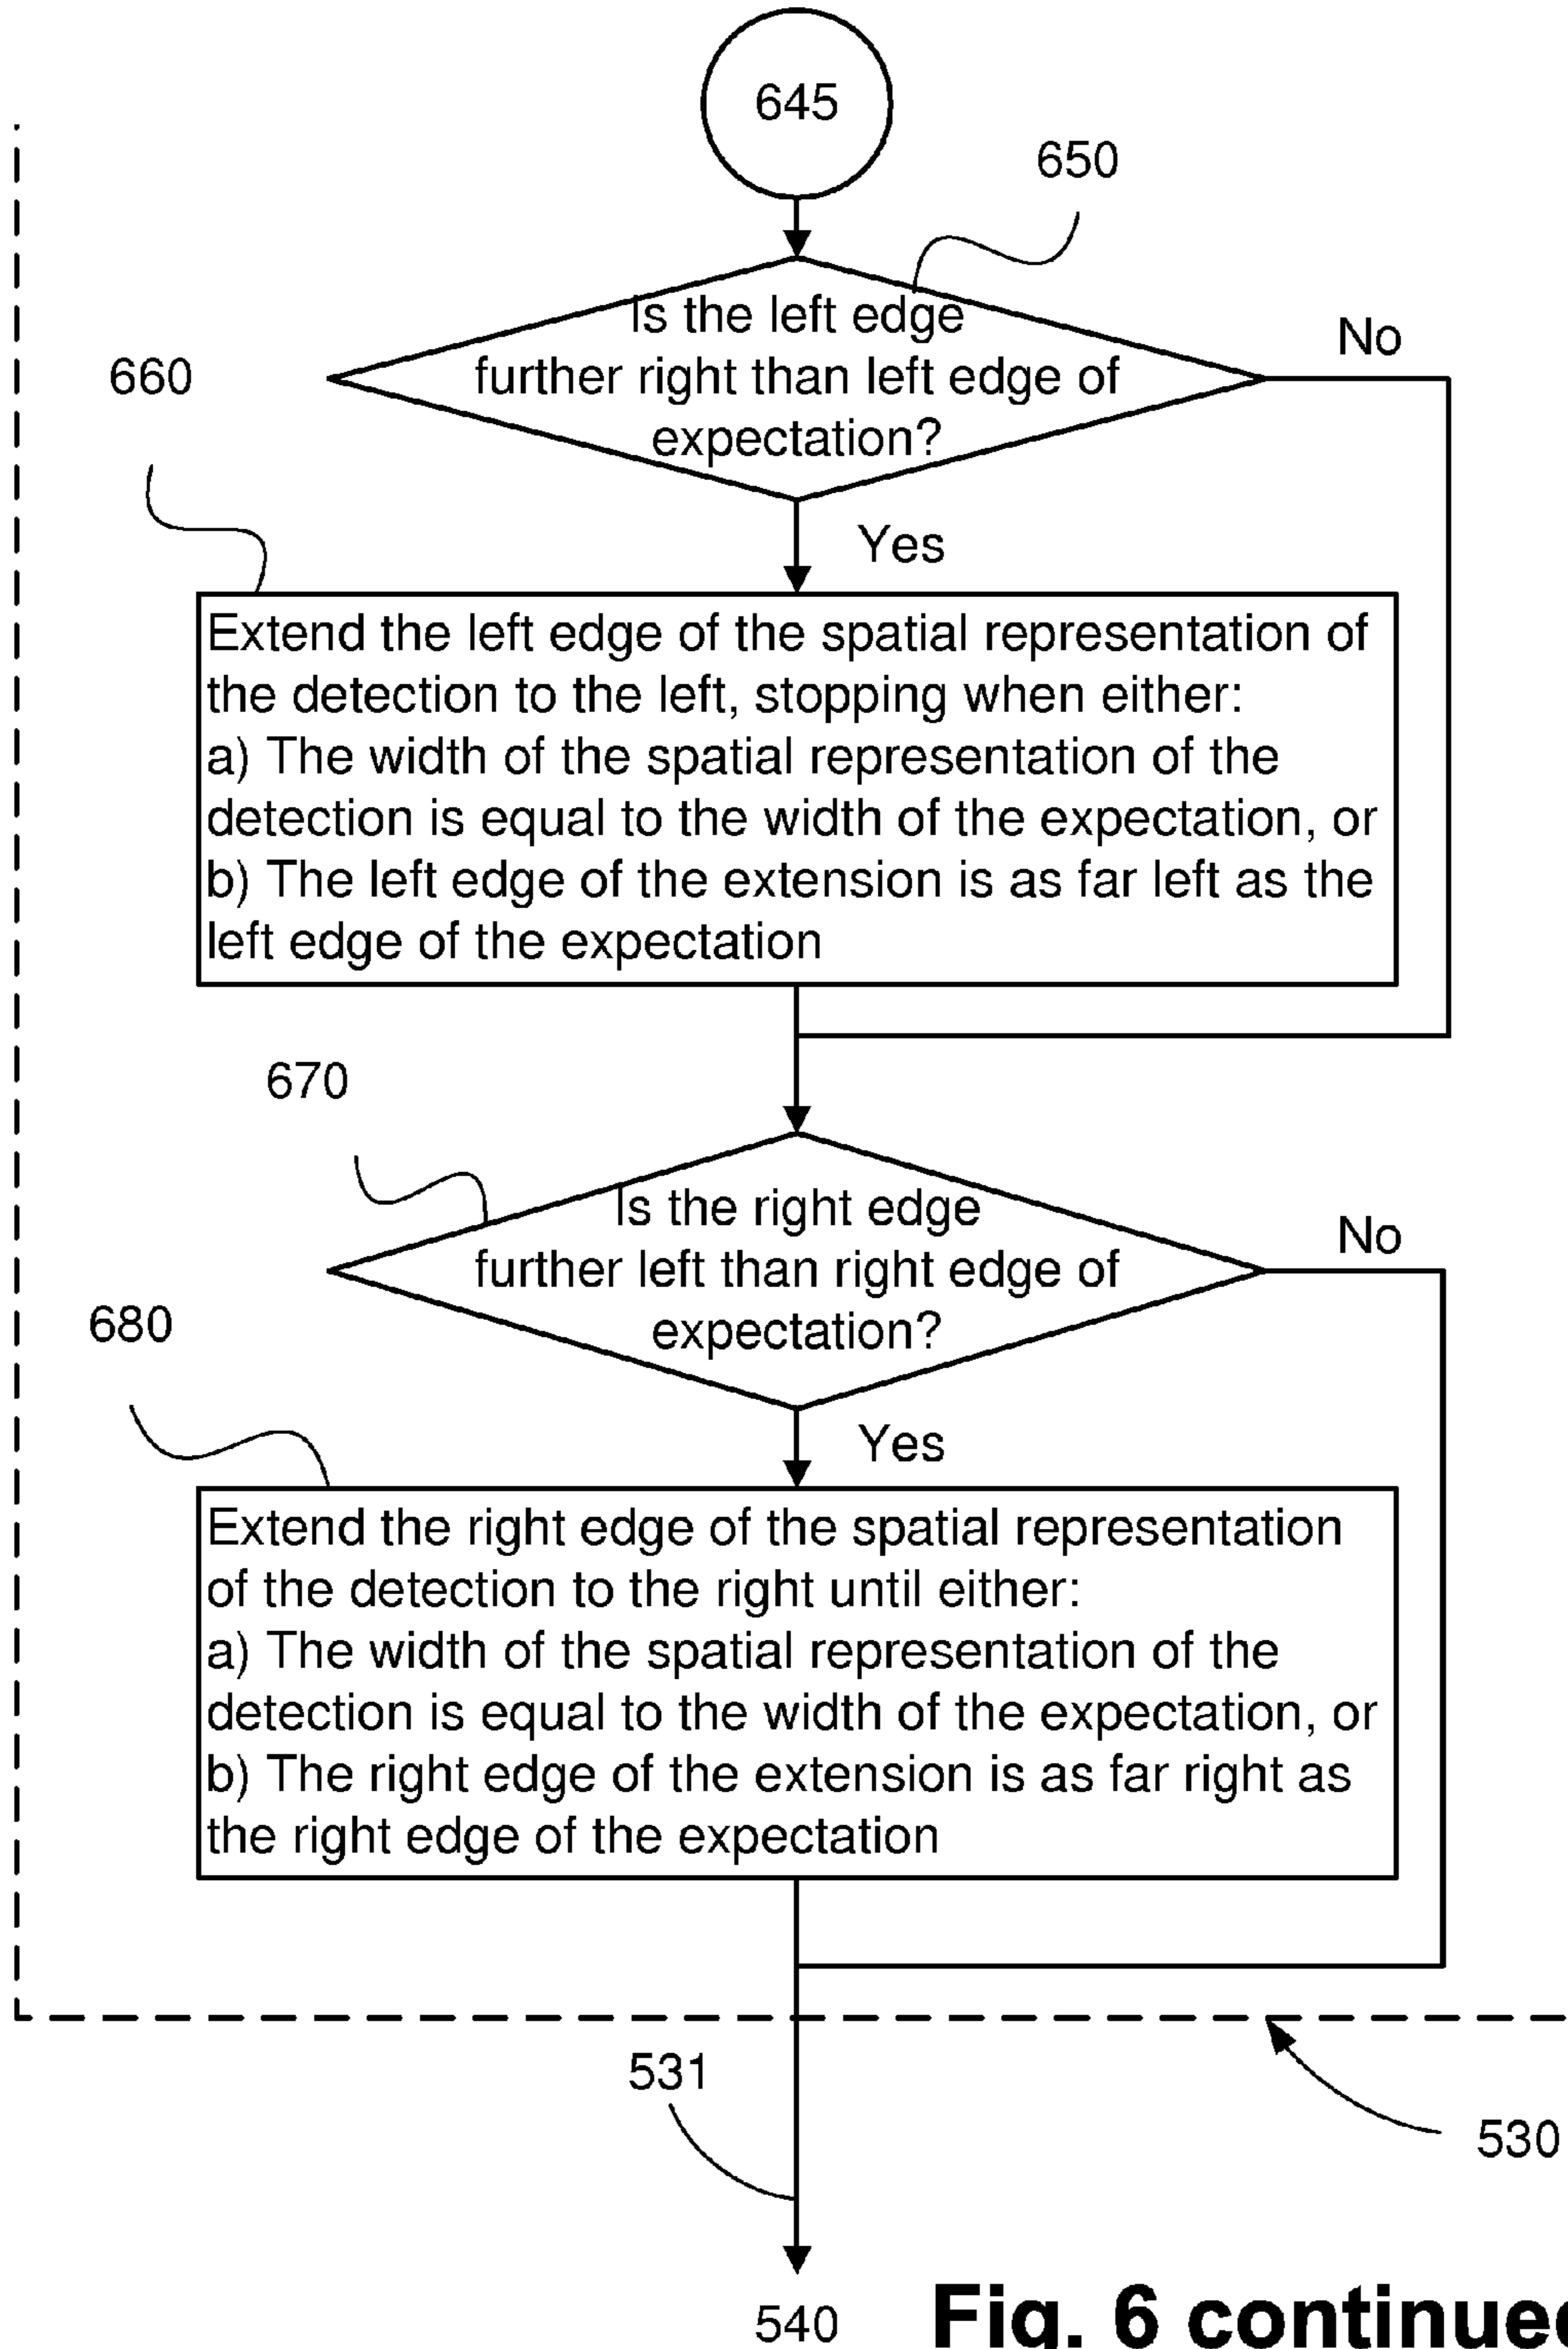 645
650
Is the left edge
further right than left edge of
expectation?
No
660
Yes
Extend the left edge of the spatial representation of
the detection to the left, stopping when either:
a) The width of the spatial representation of the
detection is equal to the width of the expectation, or
b) The left edge of the extension is as far left as the
left edge of the expectation
670
Is the right edge
further left than right edge of
expectation?
No
680
Yes
Extend the right edge of the spatial representation
of the detection to the right until either:
a) The width of the spatial representation of the
detection is equal to the width of the expectation, or
b) The right edge of the extension is as far right as
the right edge of the expectation
531
530
540
Fig. 6 continued